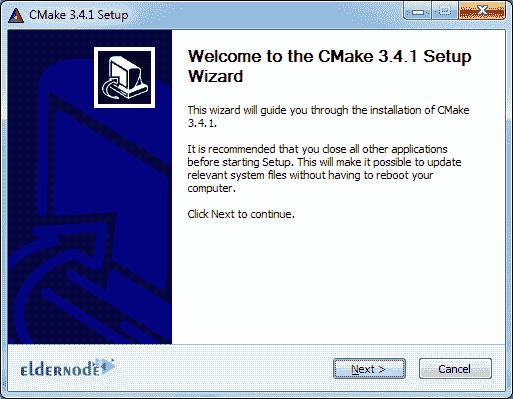 CMake 3.4.1 Setup
Welcome to the CMake 3.4.1 Setup
Wizard
This wizard will guide you through the installation of CMake
3.4.1.
It is recommended that you close all other applications
before starting Setup. This will make it possible to update
relevant system files without having to reboot your
computer.
Click Next to continue.
eldernode
Next >
Cancel